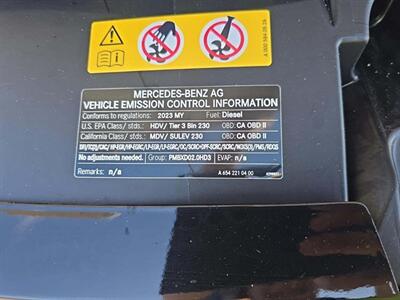 MERCEDES-BENZ AG
VEHICLE EMISSION CONTROL INFORMATION
Conforms to regulations: 2023 MY Fuel: Diesel
U.S. EPA Class/ stds.: HDV/ Tier 3 Bin 230 OBD: CA OBD II
California Class/ stds.: MDV/ SULEV 230 OBD: CA OBD II
No adjustments needed. Group: PMBXD02.0HD3 EVAP: n/a
Remarks: n/a A 654 221 04 00